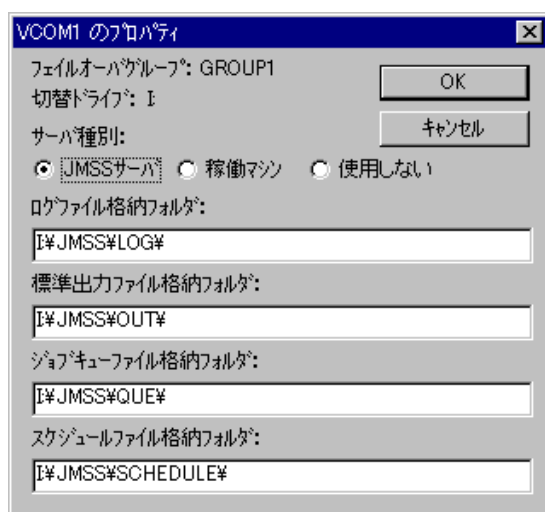 VCOM1 のﾌﾟﾛﾊﾟﾃｨ
ﾌｪｲﾙｵｰﾊﾞｸﾞﾙｰﾌﾟ: GROUP1
OK
切替ﾄﾞﾗｲﾌﾞ: I:
ｷｬﾝｾﾙ
ｻｰﾊﾞ種別:
JMSSｻｰﾊﾞ 稼働ﾏｼﾝ 使用しない
ﾛｸﾞﾌｧｲﾙ格納ﾌｫﾙﾀﾞ:
I:¥JMSS¥LOG¥
標準出力ﾌｧｲﾙ格納ﾌｫﾙﾀﾞ:
I:¥JMSS¥OUT¥
ｼﾞｮﾌﾞｷｭｰﾌｧｲﾙ格納ﾌｫﾙﾀﾞ:
I:¥JMSS¥QUE¥
ｽｹｼﾞｭｰﾙﾌｧｲﾙ格納ﾌｫﾙﾀﾞ:
I:¥JMSS¥SCHEDULE¥